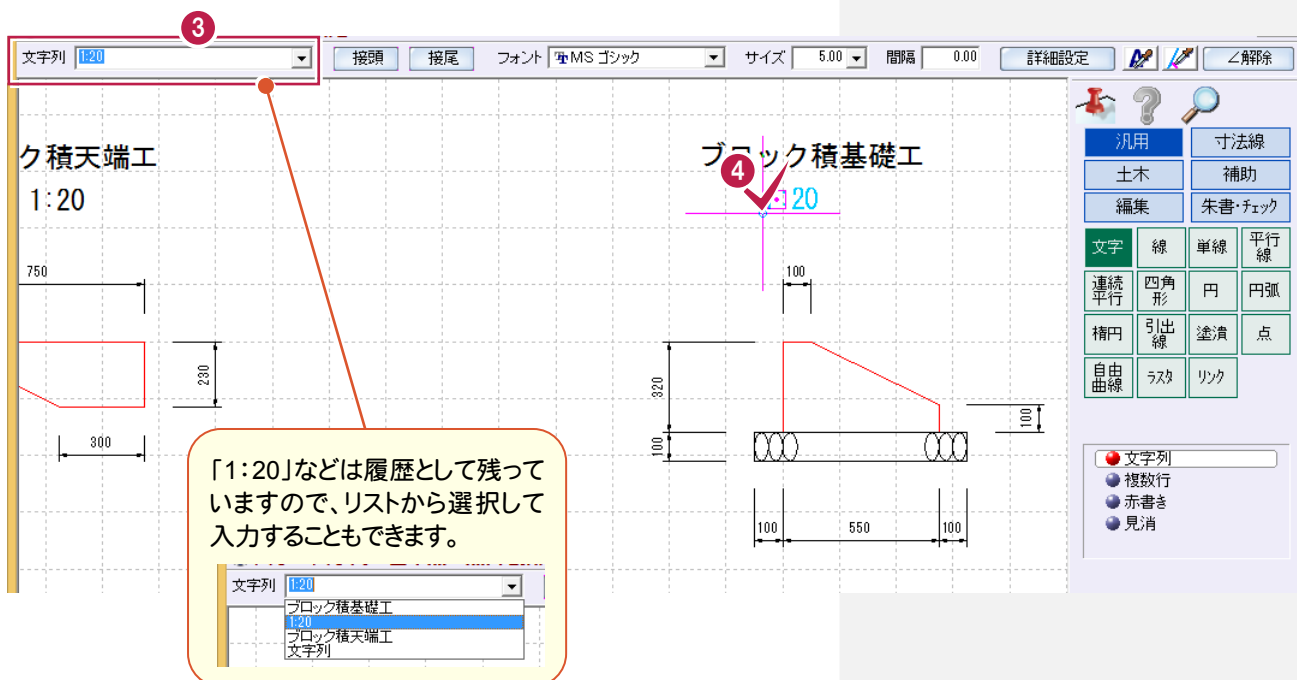 3
文字列 1:20 接頭 接尾 フォント MS ゴシック サイズ 5.00 間隔 0.00 詳細設定 ∠解除
ク積天端工
1:20
ブロック積基礎工
4
20
750
230
300
100
320
100
100
100 550 100
「1:20」などは履歴として残って
いますので、リストから選択して
入力することもできます。
文字列 1:20
ブロック積基礎工
1:20
ブロック積天端工
文字列
汎用 寸法線
土木 補助
編集 朱書・チェック
文字 線 単線 平行線
連続平行 四角形 円 円弧
楕円 引出線 塗潰 点
自由曲線 ラスタ リンク
文字列
複数行
赤書き
見消